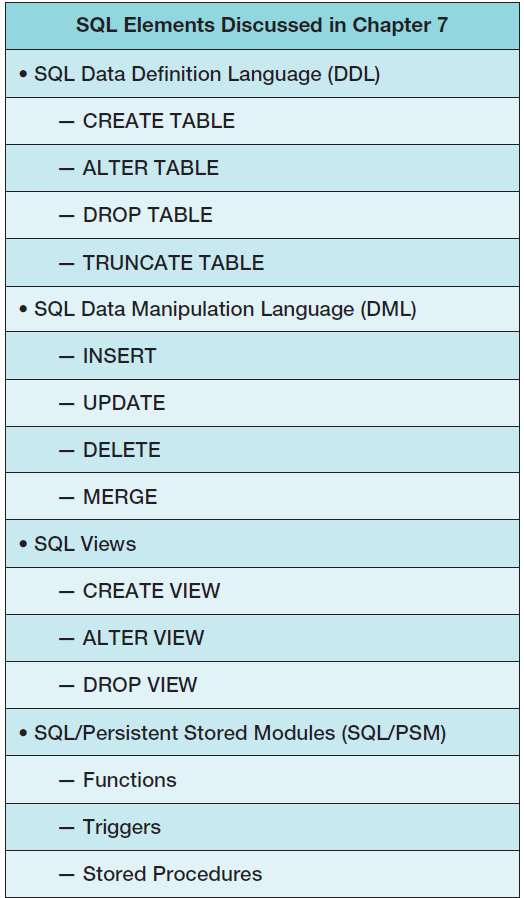 SQL Elements Discussed in Chapter 7
• SQL Data Definition Language (DDL)
— CREATE TABLE
— ALTER TABLE
— DROP TABLE
— TRUNCATE TABLE
• SQL Data Manipulation Language (DML)
— INSERT
— UPDATE
— DELETE
— MERGE
• SQL Views
— CREATE VIEW
— ALTER VIEW
— DROP VIEW
• SQL/Persistent Stored Modules (SQL/PSM)
— Functions
— Triggers
— Stored Procedures